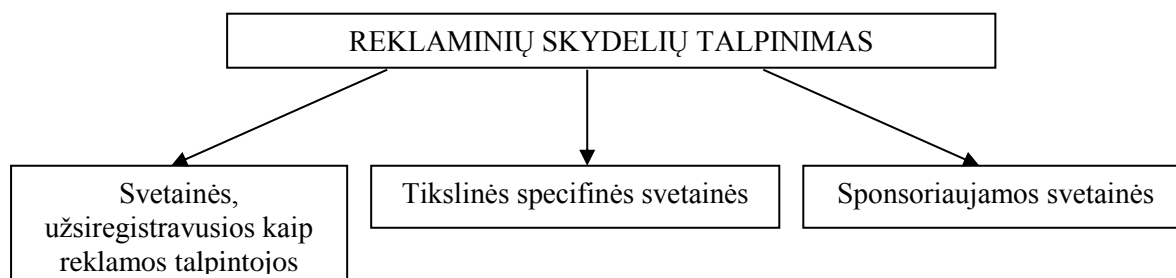 REKLAMINIŲ SKYDELIŲ TALPINIMAS
Svetainės,
užsiregistravusios kaip
reklamos talpintojos
Tikslinės specifinės svetainės
Sponsoriaujamos svetainės